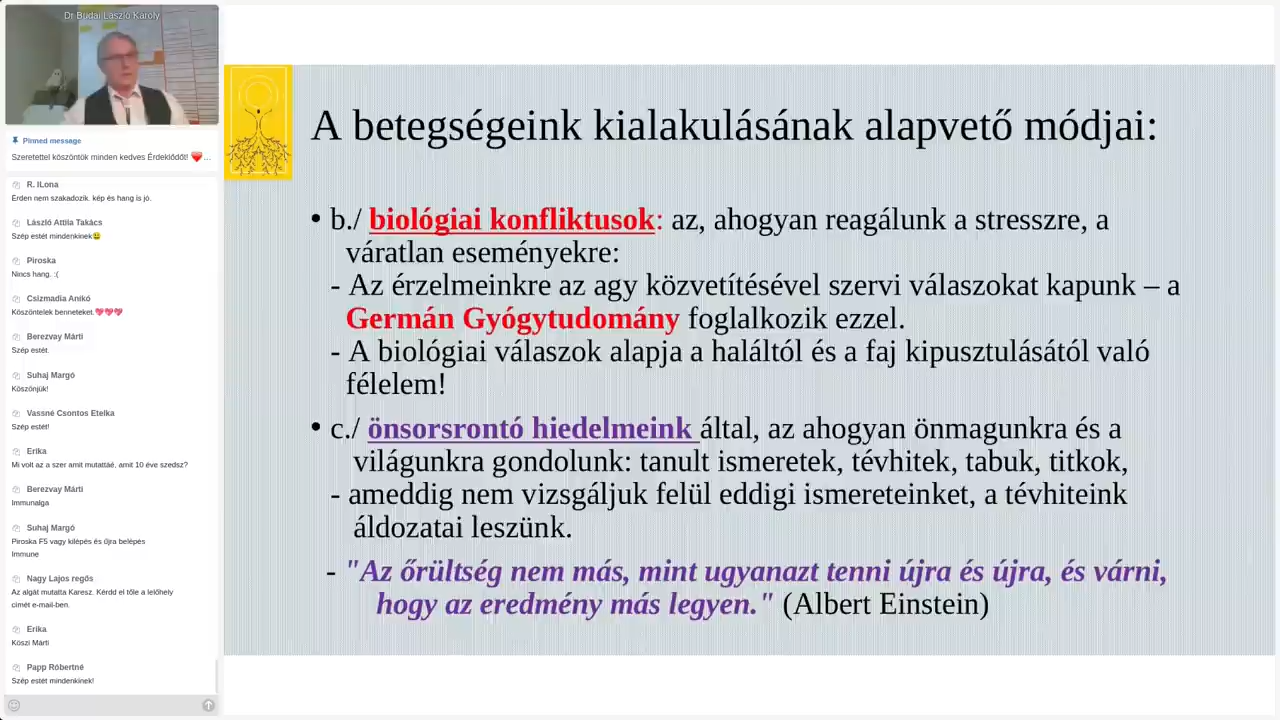 Dr Budai László Károly
Pinned message
Szeretettel köszöntök minden kedves Érdeklődőt! ❤️ ...
R. ILona
Érden nem szakadozik. kép és hang is jó.
László Attila Takács
Szép estét mindenkinek😀
Piroska
Nincs hang. :(
Csizmadia Anikó
Köszöntelek benneteket.💖💖💖
Berezvay Márti
Szép estét.
Suhaj Margó
Köszönjük!
Vassné Csontos Etelka
Szép estét!
Erika
Mi volt az a szer amit mutattáé, amit 10 éve szedsz?
Berezvay Márti
Immunalga
Suhaj Margó
Piroska F5 vagy kilépés és újra belépés
Immune
Nagy Lajos regős
Az algát mutatta Karesz. Kérdd el tőle a lelőhely
címét e-mail-ben.
Erika
Köszi Márti
Papp Róbertné
Szép estét mindenkinek!
A betegségeink kialakulásának alapvető módjai:
• b./ biológiai konfliktusok: az, ahogyan reagálunk a stresszre, a
váratlan eseményekre:
- Az érzelmeinkre az agy közvetítésével szervi válaszokat kapunk – a
Germán Gyógytudomány foglalkozik ezzel.
- A biológiai válaszok alapja a haláltól és a faj kipusztulásától való
félelem!
• c./ önsorsrontó hiedelmeink által, az ahogyan önmagunkra és a
világunkra gondolunk: tanult ismeretek, tévhitek, tabuk, titkok,
- ameddig nem vizsgáljuk felül eddigi ismereteinket, a tévhiteink
áldozatai leszünk.
- "Az őrültség nem más, mint ugyanazt tenni újra és újra, és várni,
hogy az eredmény más legyen." (Albert Einstein)